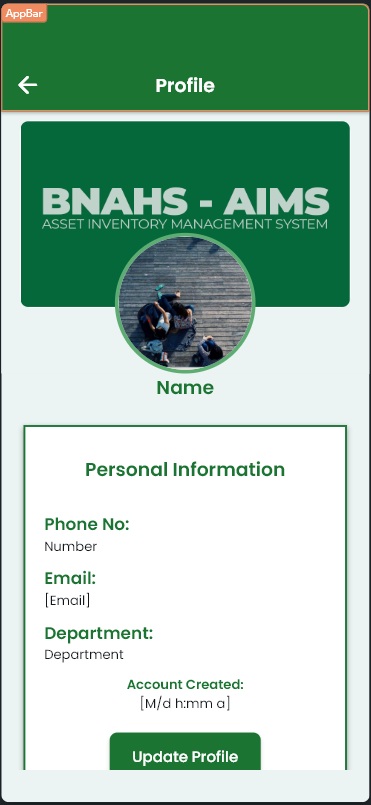 AppBar
Profile
BNAHS - AIMS
ASSET INVENTORY MANAGEMENT SYSTEM
Name
Personal Information
Phone No:
Number
Email:
[Email]
Department:
Department
Account Created:
[M/d h:mm a]
Update Profile